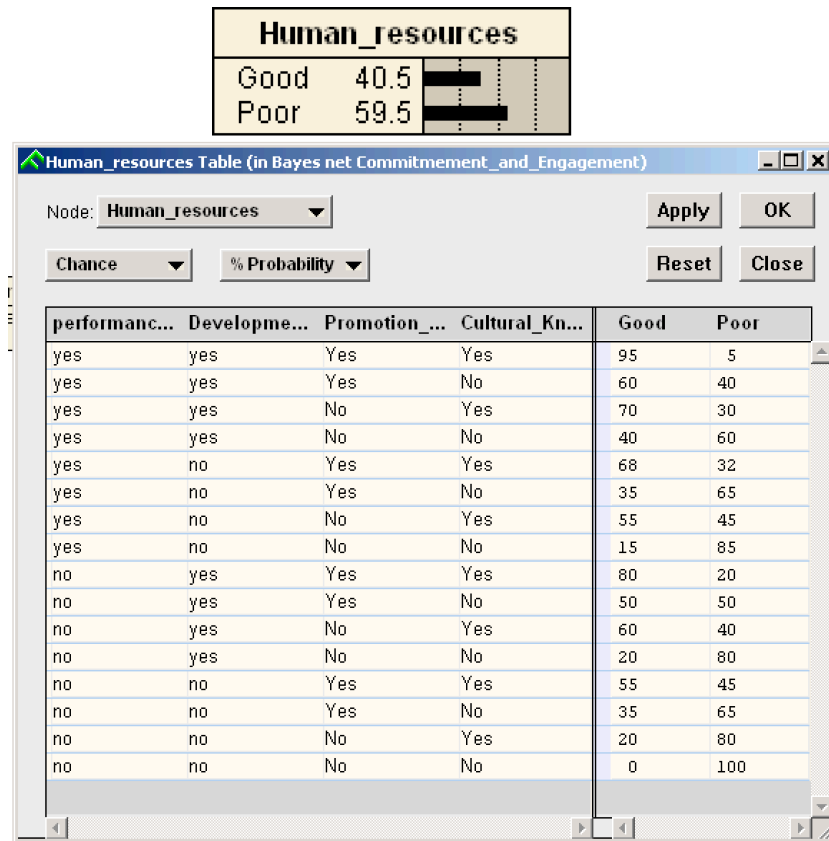 Human_resources
Good 40.5
Poor 59.5
Human_resources Table (in Bayes net Commitmement_and_Engagement)
Node: Human_resources Apply OK
Chance % Probability Reset Close
performanc... Developme... Promotion_... Cultural_Kn... Good Poor
yes yes Yes Yes 95 5
yes yes Yes No 60 40
yes yes No Yes 70 30
yes yes No No 40 60
yes no Yes Yes 68 32
yes no Yes No 35 65
yes no No Yes 55 45
yes no No No 15 85
no yes Yes Yes 80 20
no yes Yes No 50 50
no yes No Yes 60 40
no yes No No 20 80
no no Yes Yes 55 45
no no Yes No 35 65
no no No Yes 20 80
no no No No 0 100